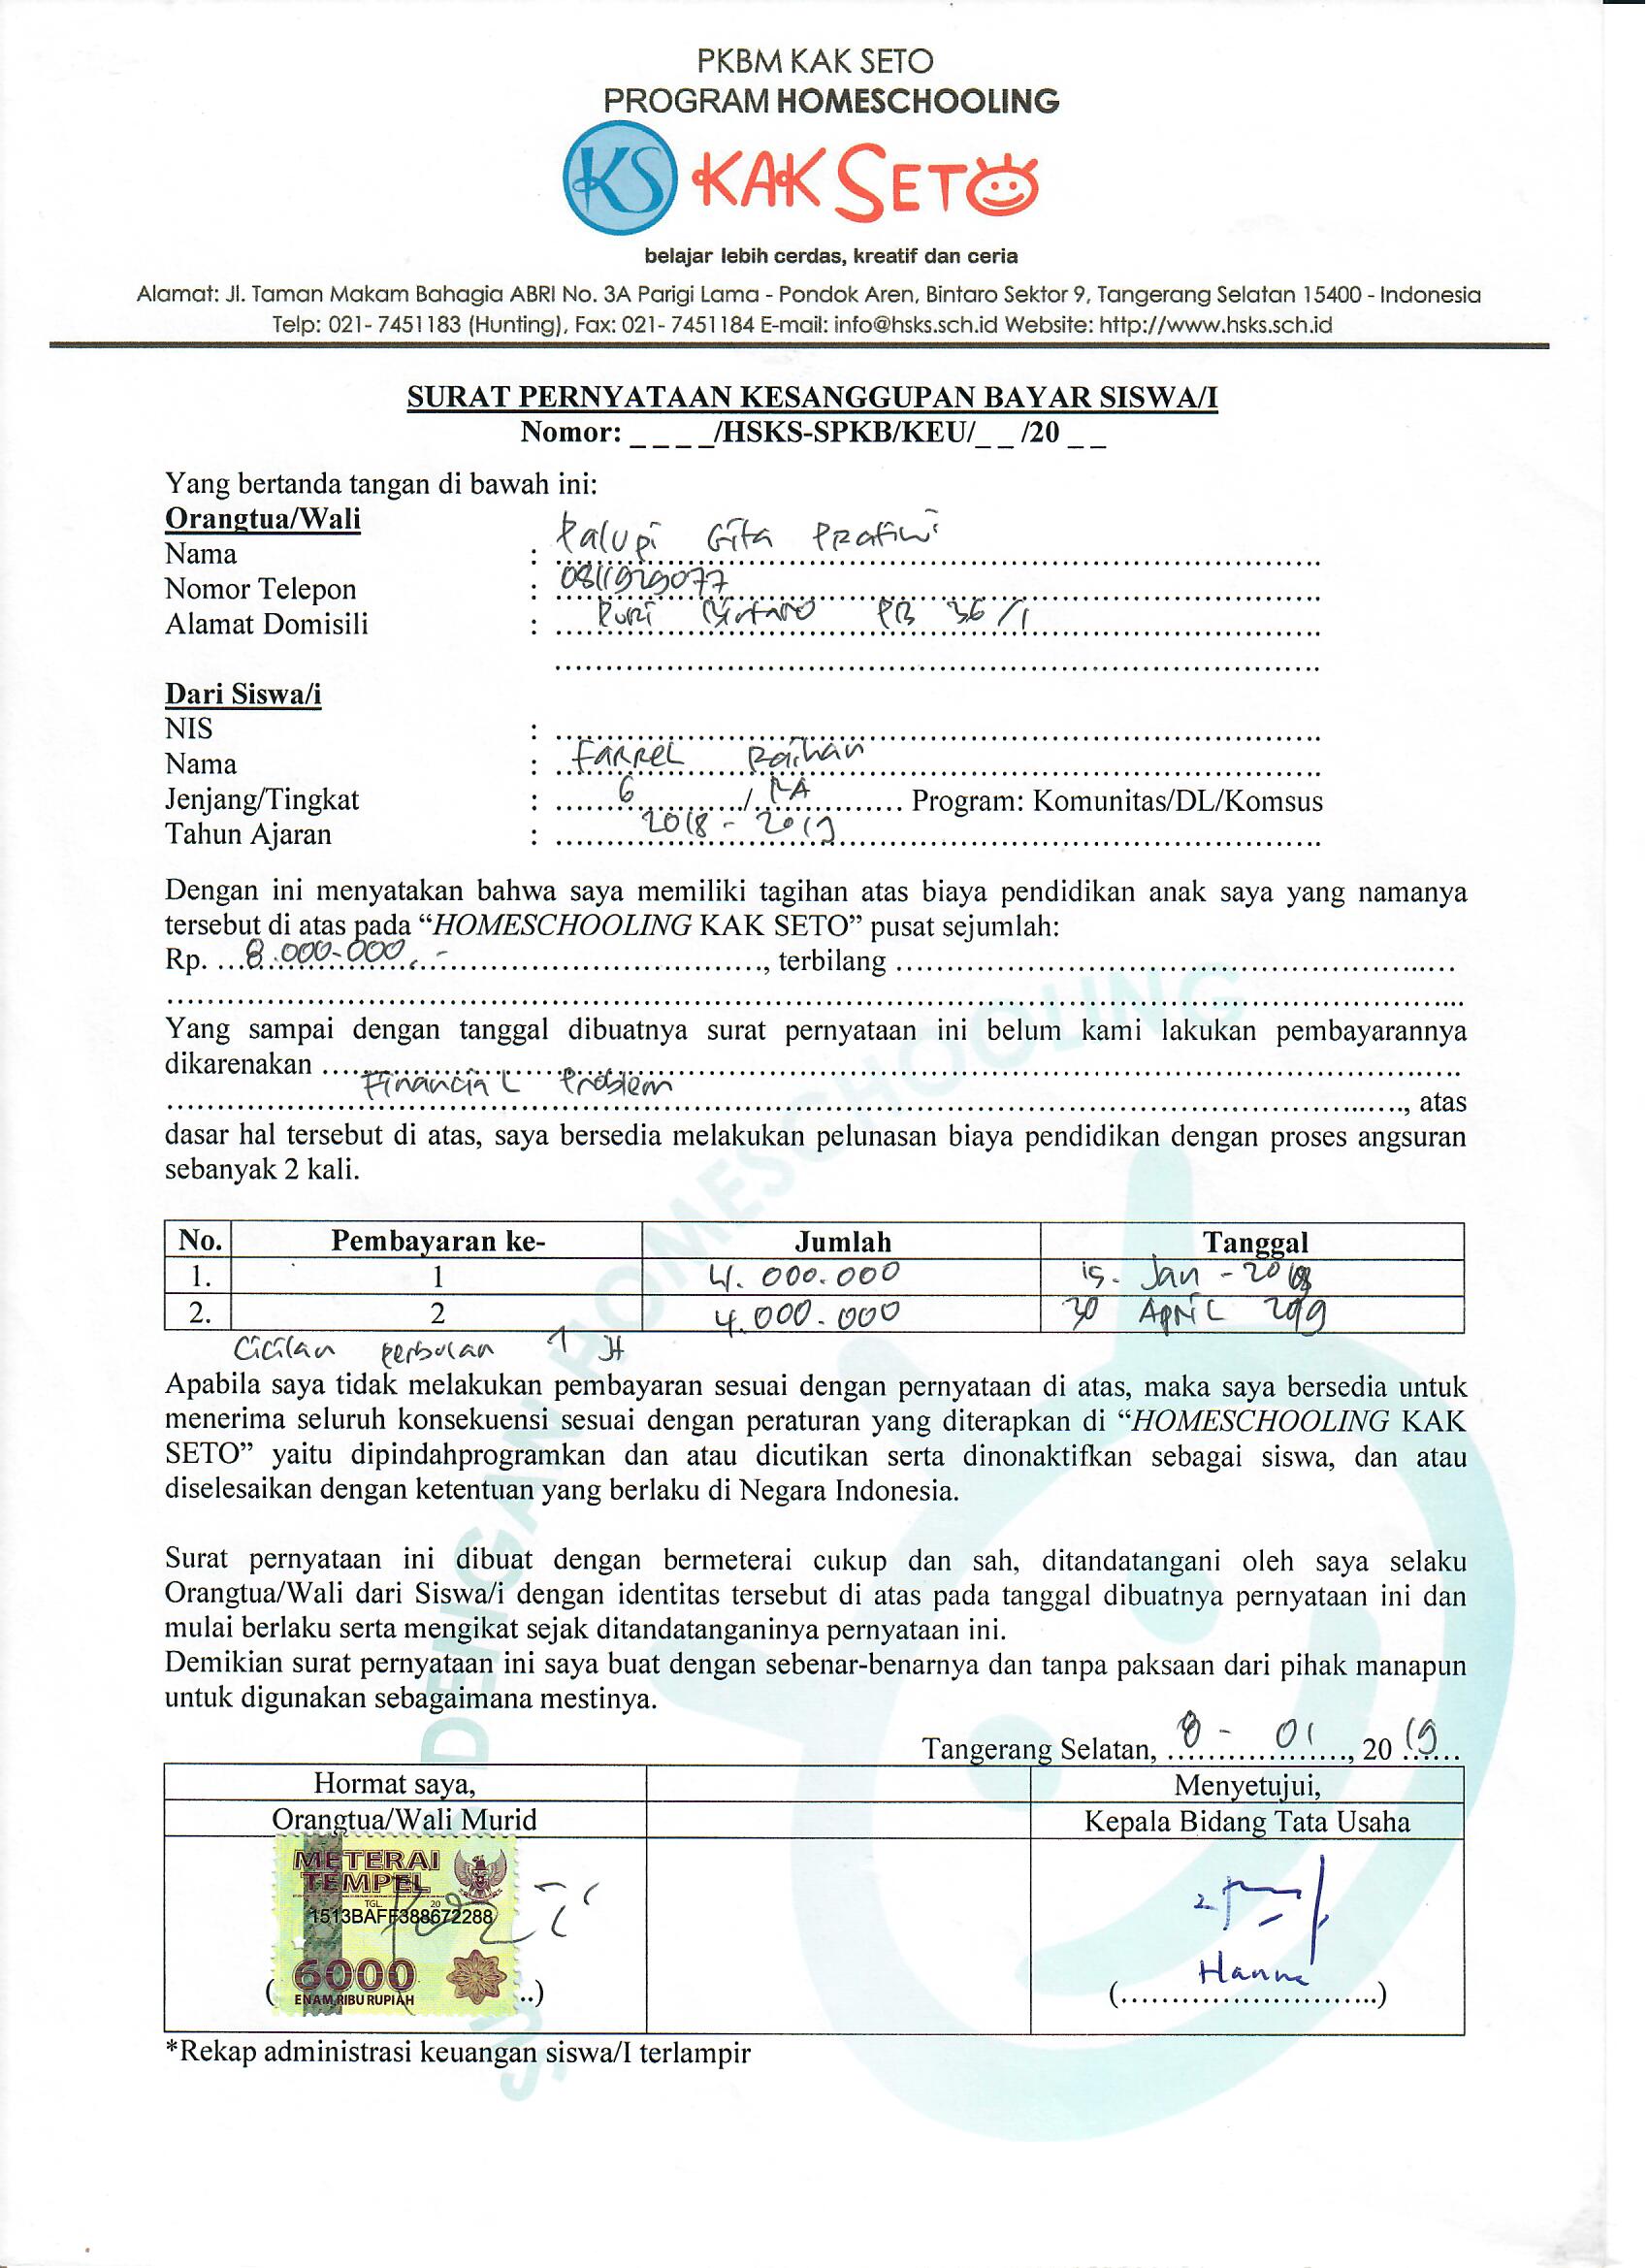 PKBM KAK SETO
PROGRAM HOMESCHOOLING
KS KAK SETO
belajar lebih cerdas, kreatif dan ceria
Alamat: Jl. Taman Makam Bahagia ABRI No. 3A Parigi Lama - Pondok Aren, Bintaro Sektor 9, Tangerang Selatan 15400 - Indonesia
Telp: 021- 7451183 (Hunting), Fax: 021- 7451184 E-mail: info@hsks.sch.id Website: http://www.hsks.sch.id
SURAT PERNYATAAN KESANGGUPAN BAYAR SISWA/I
Nomor: _ _ _ _/HSKS-SPKB/KEU/_ _ /20 _ _
Yang bertanda tangan di bawah ini:
Orangtua/Wali
Nama : Palupi Gita Pratiwi
Nomor Telepon : 0811929077
Alamat Domisili : Puri Bintaro PB 36/1
Dari Siswa/i
NIS :
Nama : Farrel Raihan
Jenjang/Tingkat : 6 / Program: Komunitas/DL/Komsus
Tahun Ajaran : 2018 - 2019
Dengan ini menyatakan bahwa saya memiliki tagihan atas biaya pendidikan anak saya yang namanya
tersebut di atas pada “HOMESCHOOLING KAK SETO” pusat sejumlah:
Rp. 8.000.000,- , terbilang
Yang sampai dengan tanggal dibuatnya surat pernyataan ini belum kami lakukan pembayarannya
dikarenakan
Financial Problem , atas
dasar hal tersebut di atas, saya bersedia melakukan pelunasan biaya pendidikan dengan proses angsuran
sebanyak 2 kali.
No. Pembayaran ke- Jumlah Tanggal
1. 1 4.000.000 15. Jan - 2018
2. 2 4.000.000 30 April 2019
Cicilan perbulan 1 Jt
Apabila saya tidak melakukan pembayaran sesuai dengan pernyataan di atas, maka saya bersedia untuk
menerima seluruh konsekuensi sesuai dengan peraturan yang diterapkan di “HOMESCHOOLING KAK
SETO” yaitu dipindahprogramkan dan atau dicutikan serta dinonaktifkan sebagai siswa, dan atau
diselesaikan dengan ketentuan yang berlaku di Negara Indonesia.
Surat pernyataan ini dibuat dengan bermeterai cukup dan sah, ditandatangani oleh saya selaku
Orangtua/Wali dari Siswa/i dengan identitas tersebut di atas pada tanggal dibuatnya pernyataan ini dan
mulai berlaku serta mengikat sejak ditandatanganinya pernyataan ini.
Demikian surat pernyataan ini saya buat dengan sebenar-benarnya dan tanpa paksaan dari pihak manapun
untuk digunakan sebagaimana mestinya.
Tangerang Selatan, 8 - 01, 2019
Hormat saya, Menyetujui,
Orangtua/Wali Murid Kepala Bidang Tata Usaha
METERAI
TEMPEL
TGL. 20
1513BAFF388672288
6000
ENAM RIBU RUPIAH
Hanna
*Rekap administrasi keuangan siswa/I terlampir
DENGAN HOMESCHOOLING